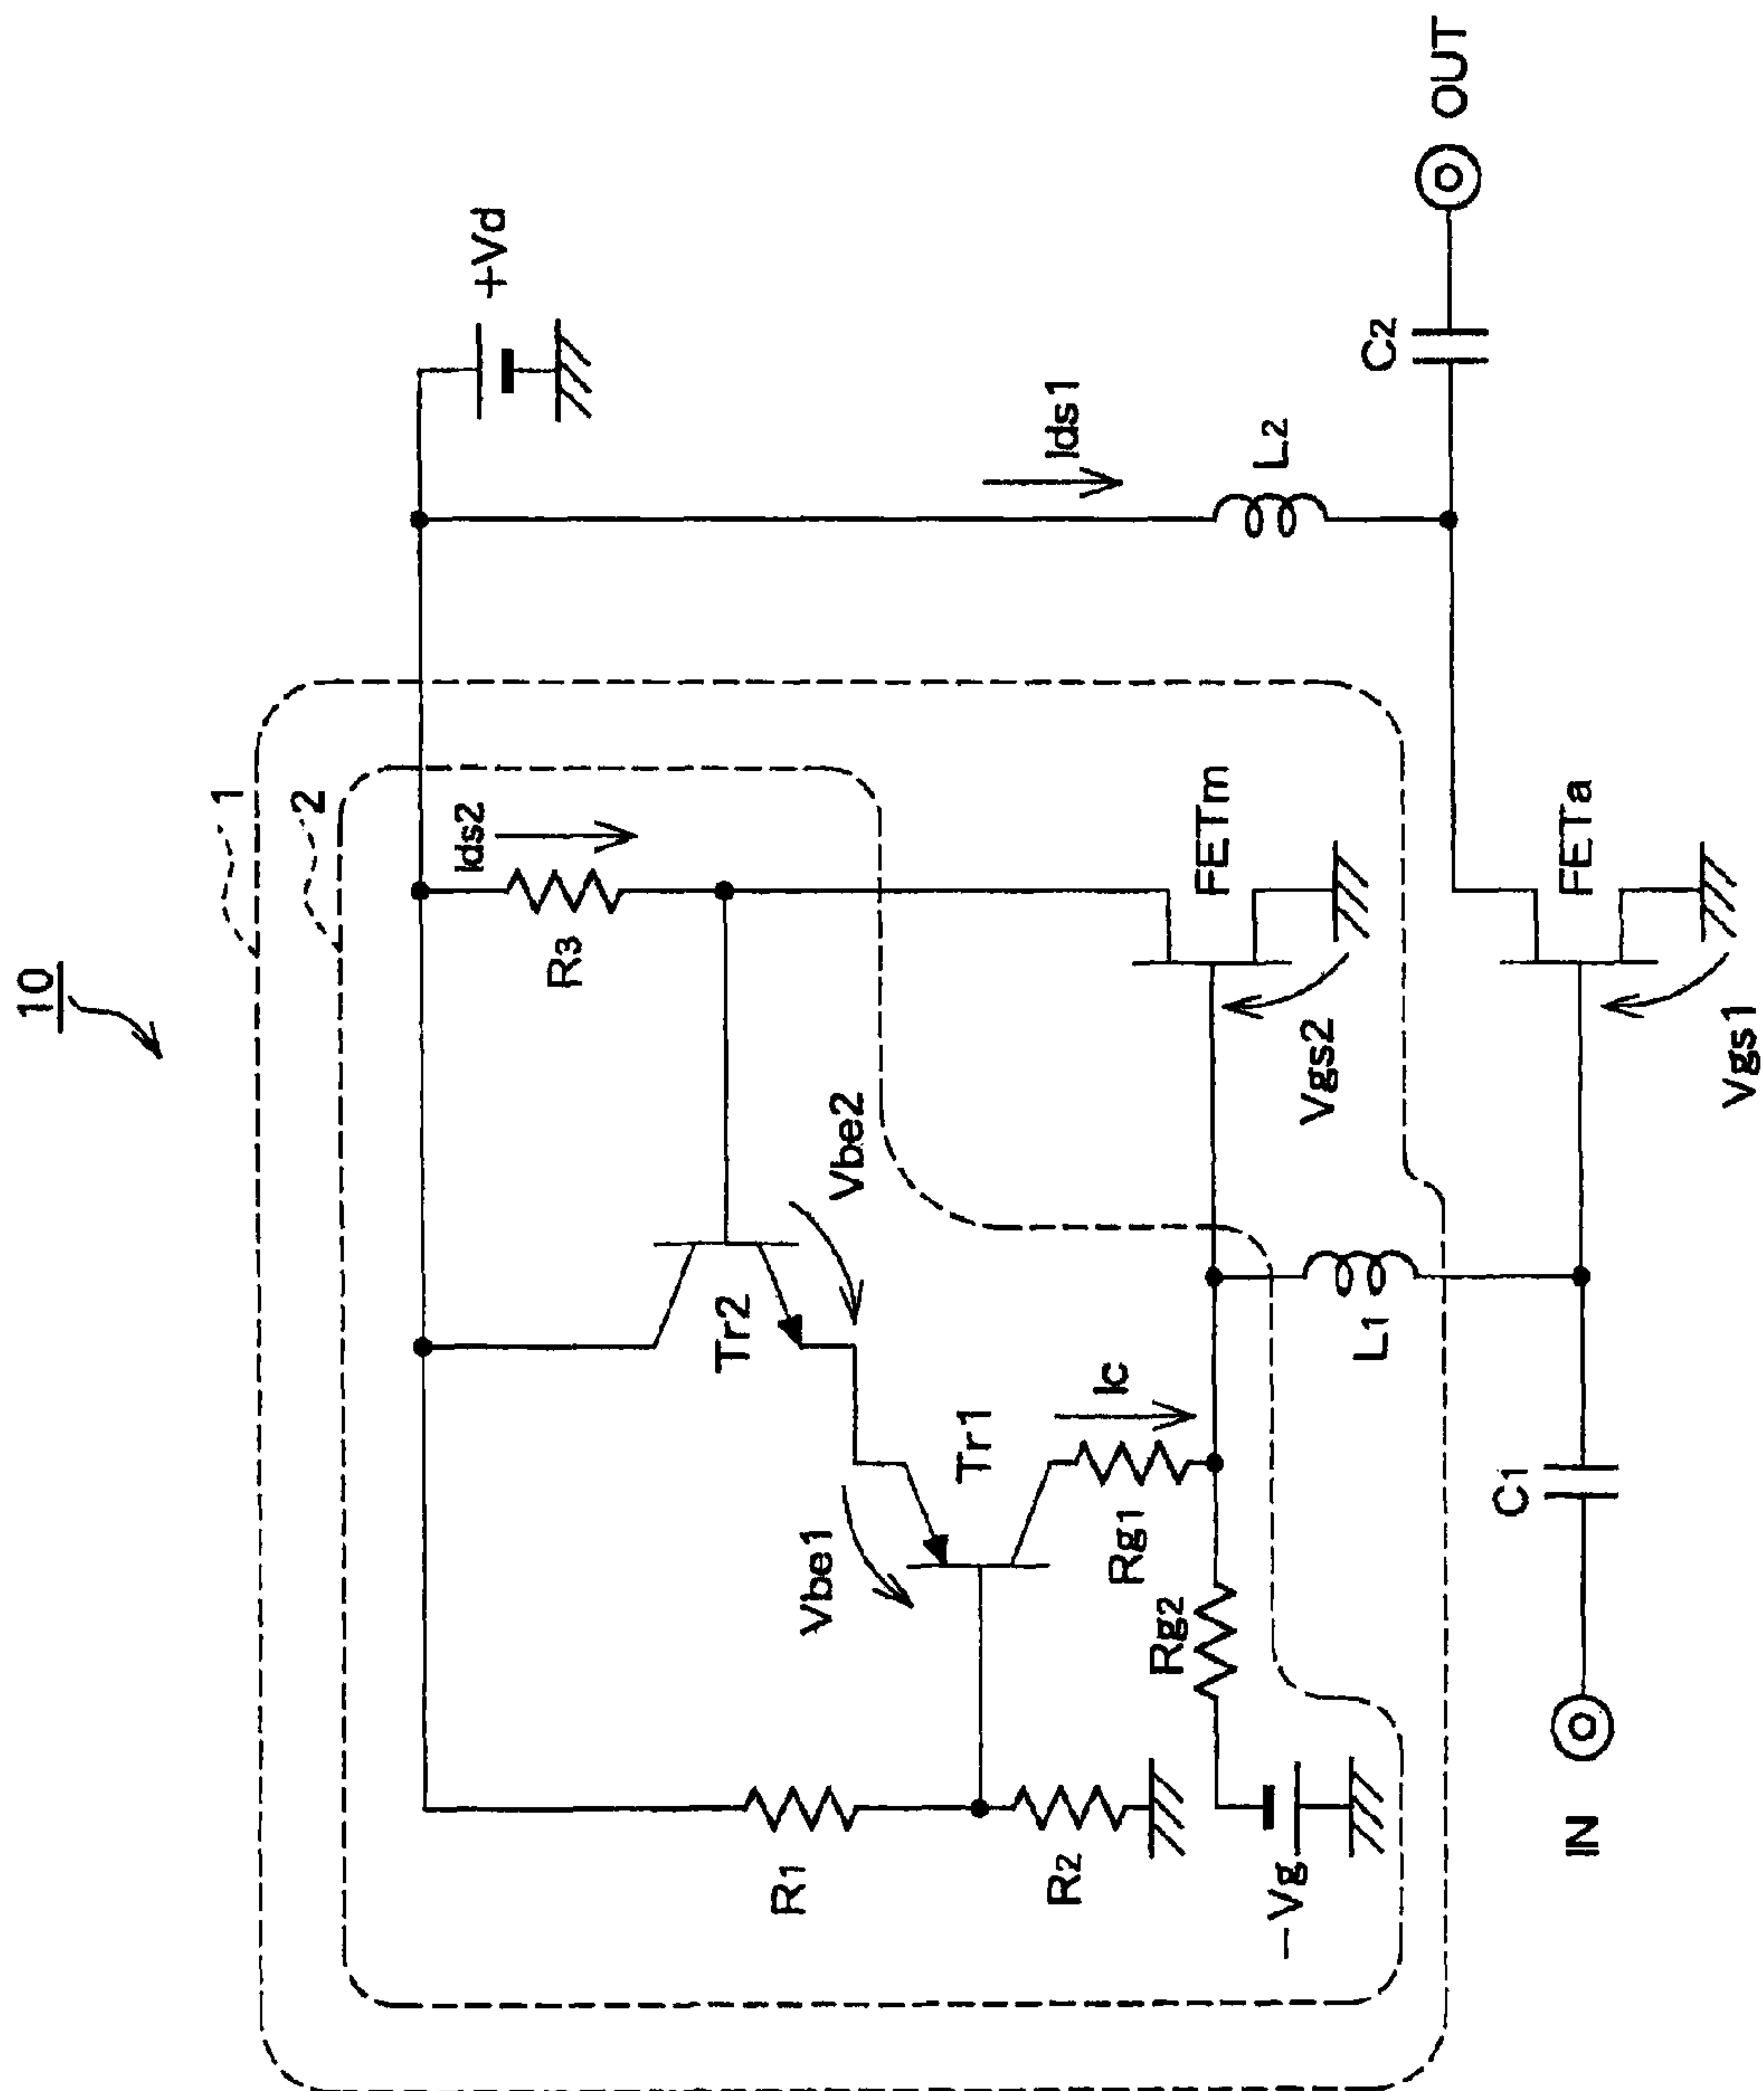 10
1
2
+Vd
Ids2
R3
Ids1
L2
C2
OUT
Tr2
Vbe2
Vbe1
Tr1
Ic
Rg1
Rg2
R1
R2
-Vg
FETm
Vgs2
L1
FETa
Vgs1
C1
IN